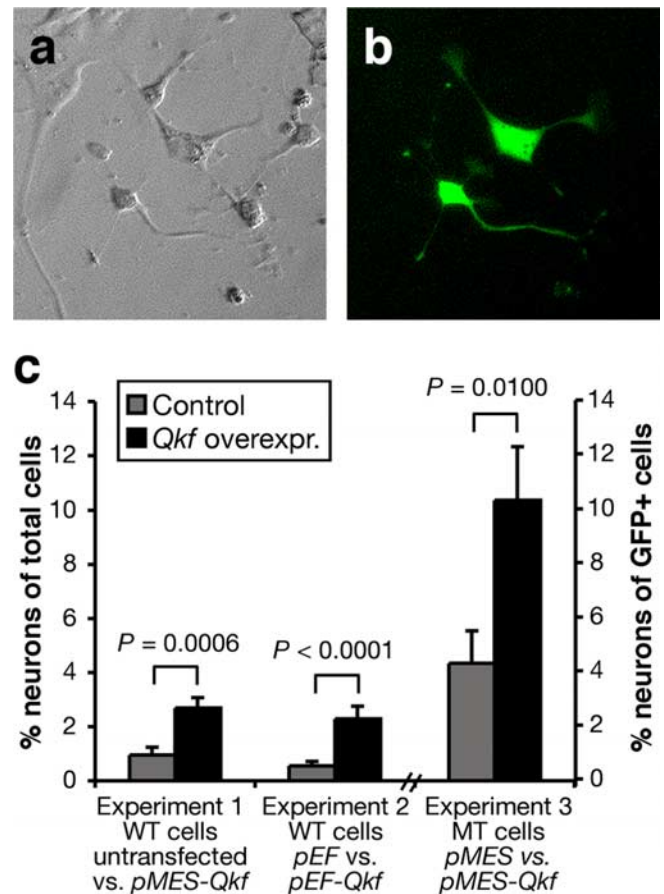 a
b
c
14
12
10
8
6
4
2
0
% neurons of total cells
Control
Qkf overexpr.
P = 0.0006
P < 0.0001
P = 0.0100
14
12
10
8
6
4
2
0
% neurons of GFP+ cells
Experiment 1
WT cells
untransfected
vs. pMES-Qkf
Experiment 2
WT cells
pEF vs.
pEF-Qkf
Experiment 3
MT cells
pMES vs.
pMES-Qkf